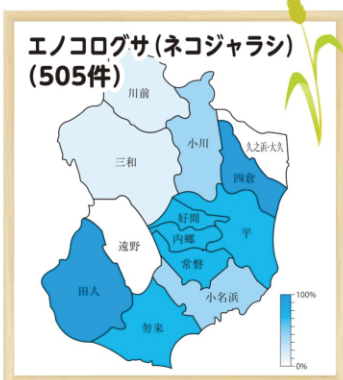 エノコログサ(ネコジャラシ)
(505件)
川前
小川
久之浜・大久
三和
四倉
好間
平
内郷
遠野
常磐
田人
小名浜
勿来
100%
0%